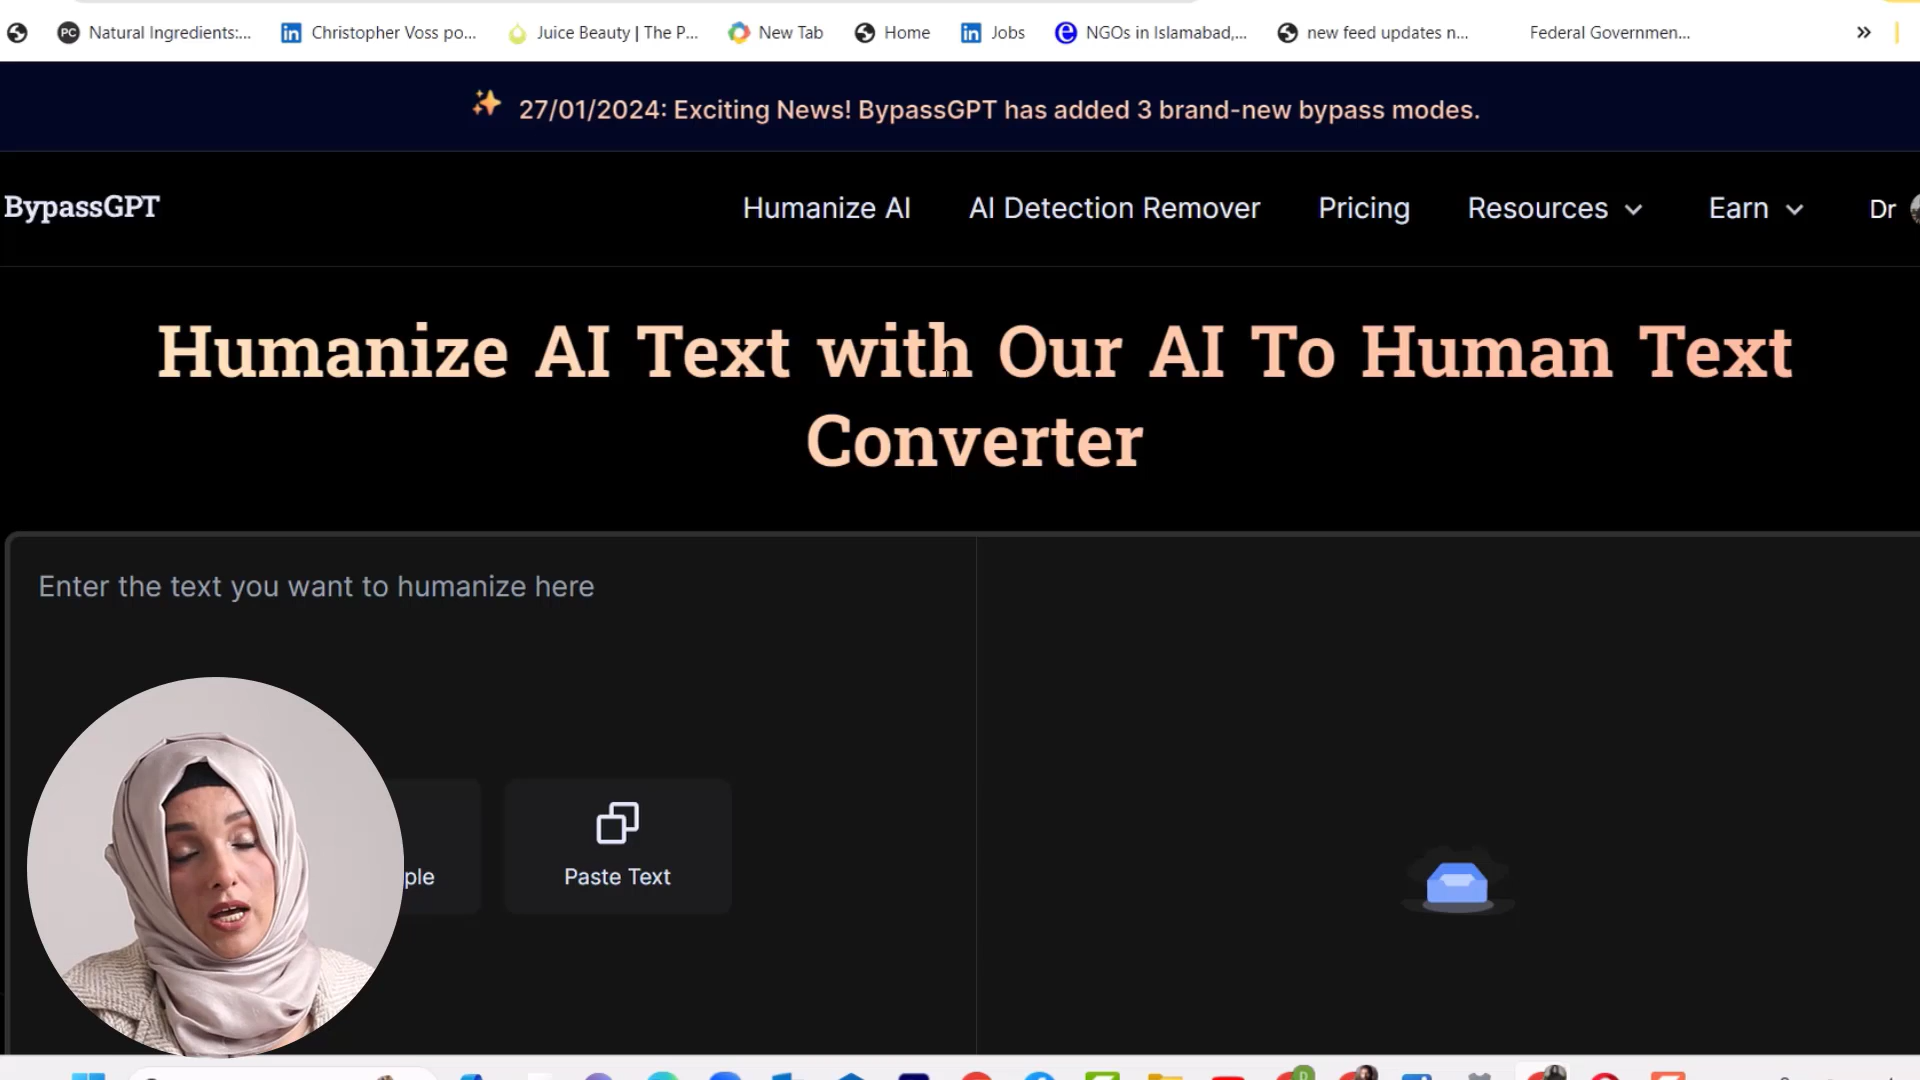 Natural Ingredients:... Christopher Voss po... Juice Beauty | The P... New Tab Home Jobs NGOs in Islamabad,... new feed updates n... Federal Governmen... »
27/01/2024: Exciting News! BypassGPT has added 3 brand-new bypass modes.
BypassGPT Humanize AI AI Detection Remover Pricing Resources Earn Dr
Humanize AI Text with Our AI To Human Text
Converter
Enter the text you want to humanize here
ple Paste Text